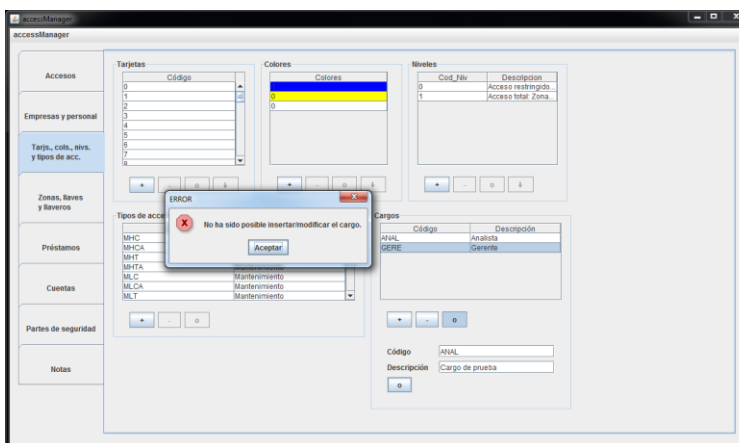 accessManager
accessManager
Accesos
Empresas y personal
Tarjs., cols., nivs.
y tipos de acc.
Zonas, llaves
y llaveros
Préstamos
Cuentas
Partes de seguridad
Notas
Tarjetas
Código
0
1
2
3
4
5
6
7
+ - o
Colores
Colores
0
0
+ - o
Niveles
Cod_Niv Descripcion
0 Acceso restringido...
1 Acceso total: Zona...
+ - o
ERROR
No ha sido posible insertar/modificar el cargo.
Aceptar
Tipos de acce
MHC
MHCA
MHT
MHTA Mantenimiento
MLC Mantenimiento
MLCA Mantenimiento
MLT Mantenimiento
+ - o
Cargos
Código Descripción
ANAL Analista
GERE Gerente
+ - o
Código ANAL
Descripción Cargo de prueba
o